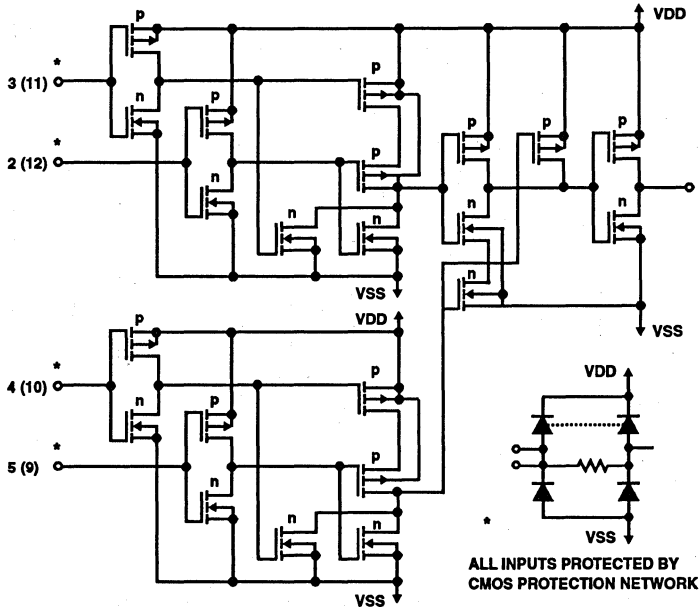 p
VDD
*
3 (11)
n
p
p
*
2 (12)
p
p
p
p
n
n
n
n
n
n
VSS
VSS
VDD
p
*
4 (10)
n
p
p
*
5 (9)
p
n
n
n
VSS
VDD
VSS
*
ALL INPUTS PROTECTED BY
CMOS PROTECTION NETWORK